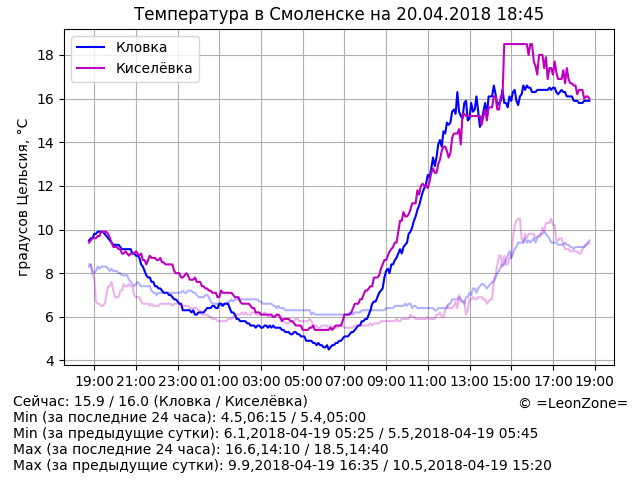 Температура в Смоленске на 20.04.2018 18:45
Кловка
Киселёвка
градусов Цельсия, °C
18
16
14
12
10
8
6
4
19:00 21:00 23:00 01:00 03:00 05:00 07:00 09:00 11:00 13:00 15:00 17:00 19:00
Сейчас: 15.9 / 16.0 (Кловка / Киселёвка)
© =LeonZone=
Min (за последние 24 часа): 4.5,06:15 / 5.4,05:00
Min (за предыдущие сутки): 6.1,2018-04-19 05:25 / 5.5,2018-04-19 05:45
Max (за последние 24 часа): 16.6,14:10 / 18.5,14:40
Max (за предыдущие сутки): 9.9,2018-04-19 16:35 / 10.5,2018-04-19 15:20